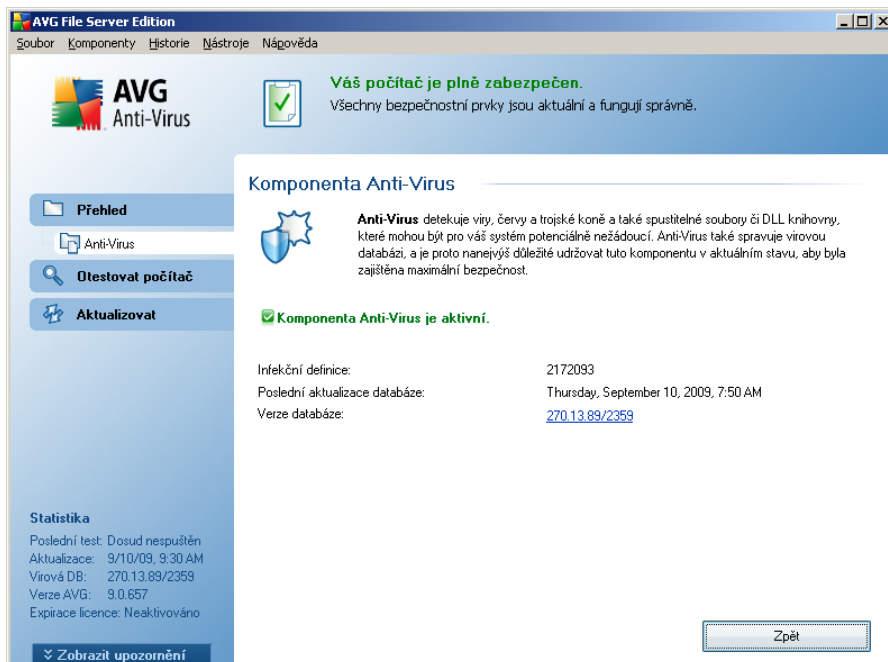 AVG File Server Edition
Soubor Komponenty Historie Nástroje Nápověda
AVG
Anti-Virus
Váš počítač je plně zabezpečen.
Všechny bezpečnostní prvky jsou aktuální a fungují správně.
Přehled
Anti-Virus
Otestovat počítač
Aktualizovat
Komponenta Anti-Virus
Anti-Virus detekuje viry, červy a trojské koně a také spustitelné soubory či DLL knihovny,
které mohou být pro váš systém potenciálně nežádoucí. Anti-Virus také spravuje virovou
databázi, a je proto nanejvýš důležité udržovat tuto komponentu v aktuálním stavu, aby byla
zajištěna maximální bezpečnost.
Komponenta Anti-Virus je aktivní.
Infekční definice: 2172093
Poslední aktualizace databáze: Thursday, September 10, 2009, 7:50 AM
Verze databáze: 270.13.89/2359
Statistika
Poslední test: Dosud nespuštěn
Aktualizace: 9/10/09, 9:30 AM
Virová DB: 270.13.89/2359
Verze AVG: 9.0.657
Expirace licence: Neaktivováno
Zobrazit upozornění
Zpět